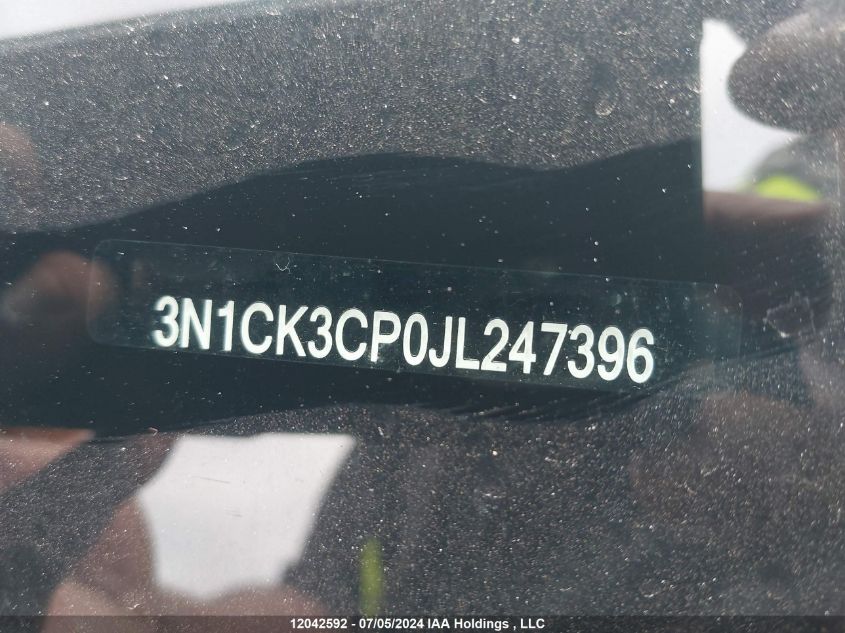 3N1CK3CP0JL247396
12042592 - 07/05/2024 IAA Holdings , LLC